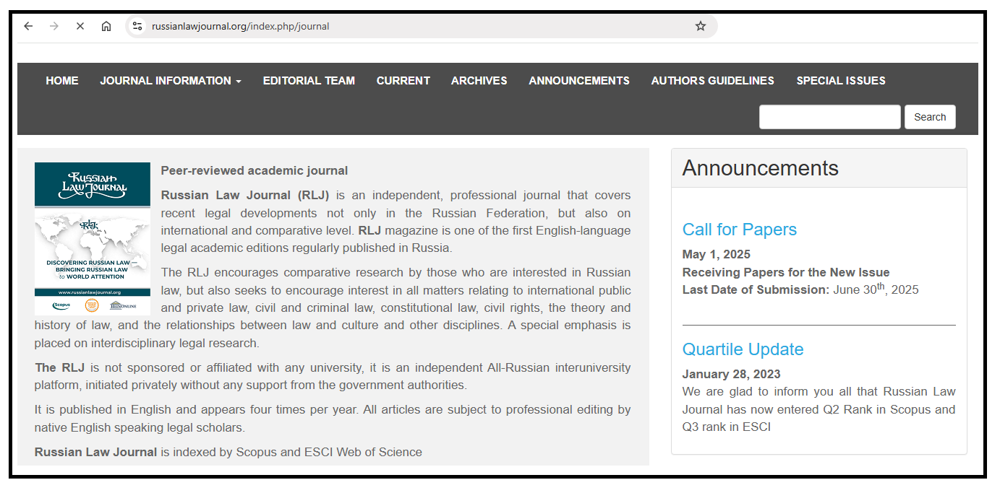 russianlawjournal.org/index.php/journal
HOME JOURNAL INFORMATION EDITORIAL TEAM CURRENT ARCHIVES ANNOUNCEMENTS AUTHORS GUIDELINES SPECIAL ISSUES
Search
RUSSIAN
LAW JOURNAL
RLJ
DISCOVERING RUSSIAN LAW —
BRINGING RUSSIAN LAW
to WORLD ATTENTION
www.russianlawjournal.org
Scopus
HEINONLINE
Peer-reviewed academic journal
Russian Law Journal (RLJ) is an independent, professional journal that covers
recent legal developments not only in the Russian Federation, but also on
international and comparative level. RLJ magazine is one of the first English-language
legal academic editions regularly published in Russia.
The RLJ encourages comparative research by those who are interested in Russian
law, but also seeks to encourage interest in all matters relating to international public
and private law, civil and criminal law, constitutional law, civil rights, the theory and
history of law, and the relationships between law and culture and other disciplines. A special emphasis is
placed on interdisciplinary legal research.
The RLJ is not sponsored or affiliated with any university, it is an independent All-Russian interuniversity
platform, initiated privately without any support from the government authorities.
It is published in English and appears four times per year. All articles are subject to professional editing by
native English speaking legal scholars.
Russian Law Journal is indexed by Scopus and ESCI Web of Science
Announcements
Call for Papers
May 1, 2025
Receiving Papers for the New Issue
Last Date of Submission: June 30th, 2025
Quartile Update
January 28, 2023
We are glad to inform you all that Russian Law
Journal has now entered Q2 Rank in Scopus and
Q3 rank in ESCI